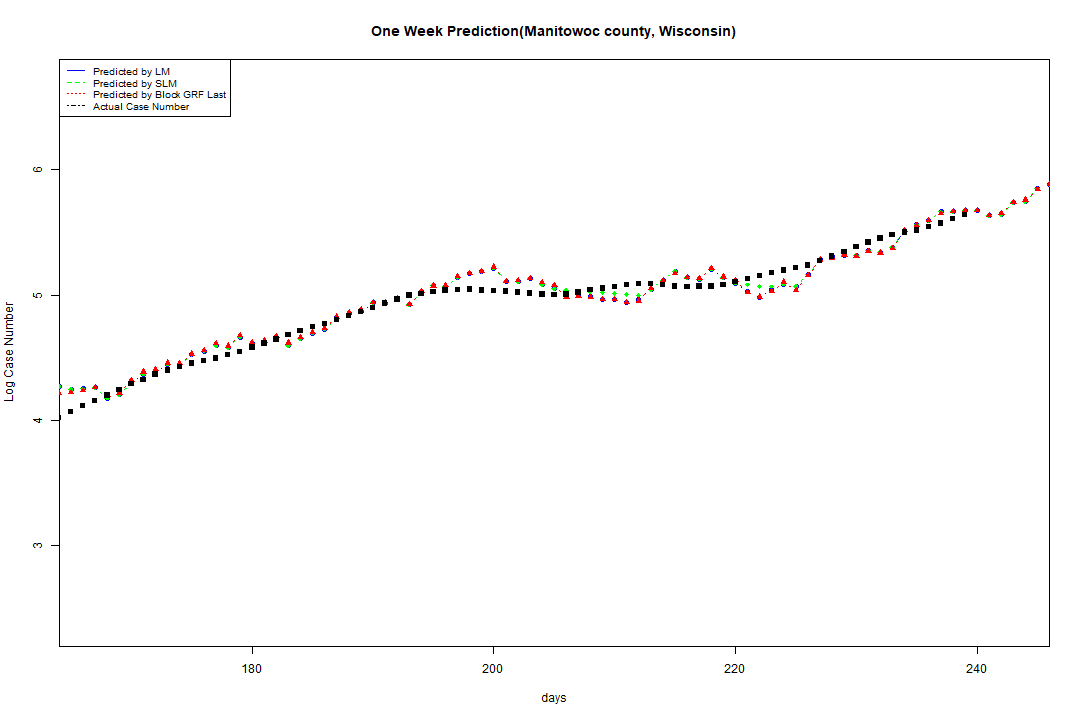 One Week Prediction(Manitowoc county, Wisconsin)
Predicted by LM
Predicted by SLM
Predicted by Block GRF Last
Actual Case Number
6
5
4
3
Log Case Number
180 200 220 240
days